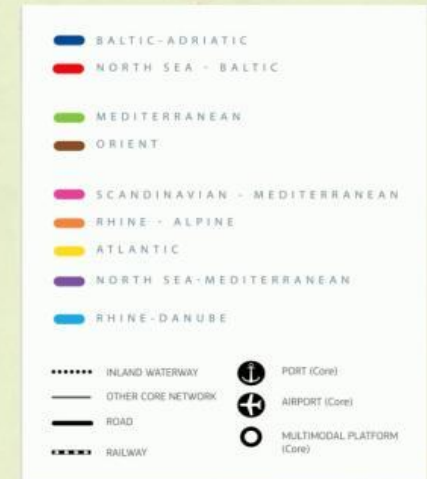 BALTIC-ADRIATIC
NORTH SEA - BALTIC
MEDITERRANEAN
ORIENT
SCANDINAVIAN - MEDITERRANEAN
RHINE - ALPINE
ATLANTIC
NORTH SEA-MEDITERRANEAN
RHINE-DANUBE
INLAND WATERWAY
OTHER CORE NETWORK
ROAD
RAILWAY
PORT (Core)
AIRPORT (Core)
MULTIMODAL PLATFORM
(Core)